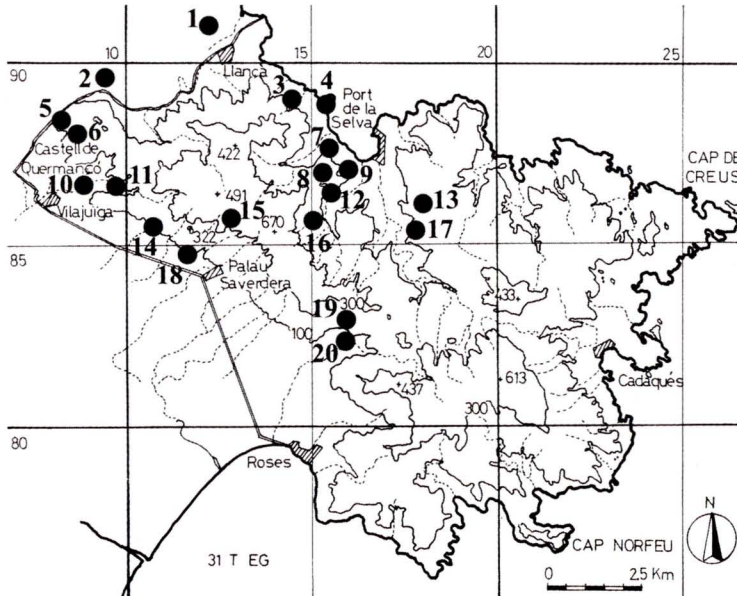 1
10
15
20
25
90
Llançà
2
3
4
Port
de la
Selva
5
6
Castell de
Quermançó
7
422
8
9
CAP DE
CREUS
10
11
Vilajuïga
491
12
13
15
670
14
322
16
17
85
18
Palau
Saverdera
19
300
433
100
20
613
Cadaqués
437
300
80
Roses
N
31 T EG
CAP NORFEU
0 2.5 Km